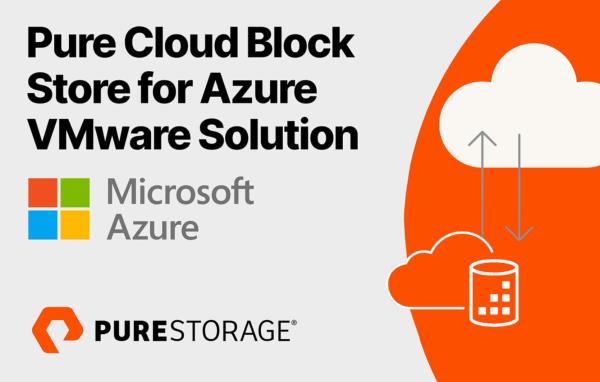 Pure Cloud Block
Store for Azure
VMware Solution
Microsoft
Azure
PURESTORAGE®